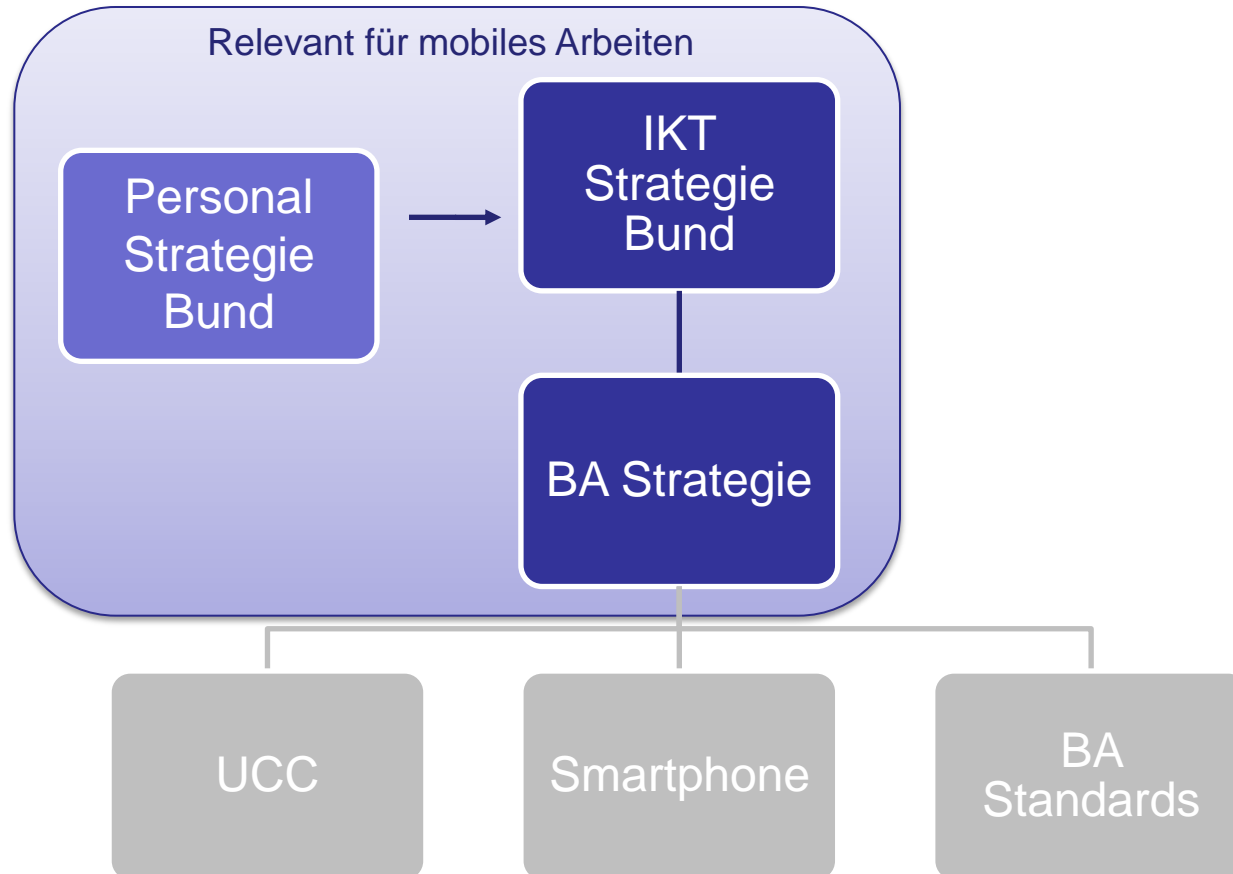 Relevant für mobiles Arbeiten
Personal
Strategie
Bund
IKT
Strategie
Bund
BA Strategie
UCC
Smartphone
BA
Standards